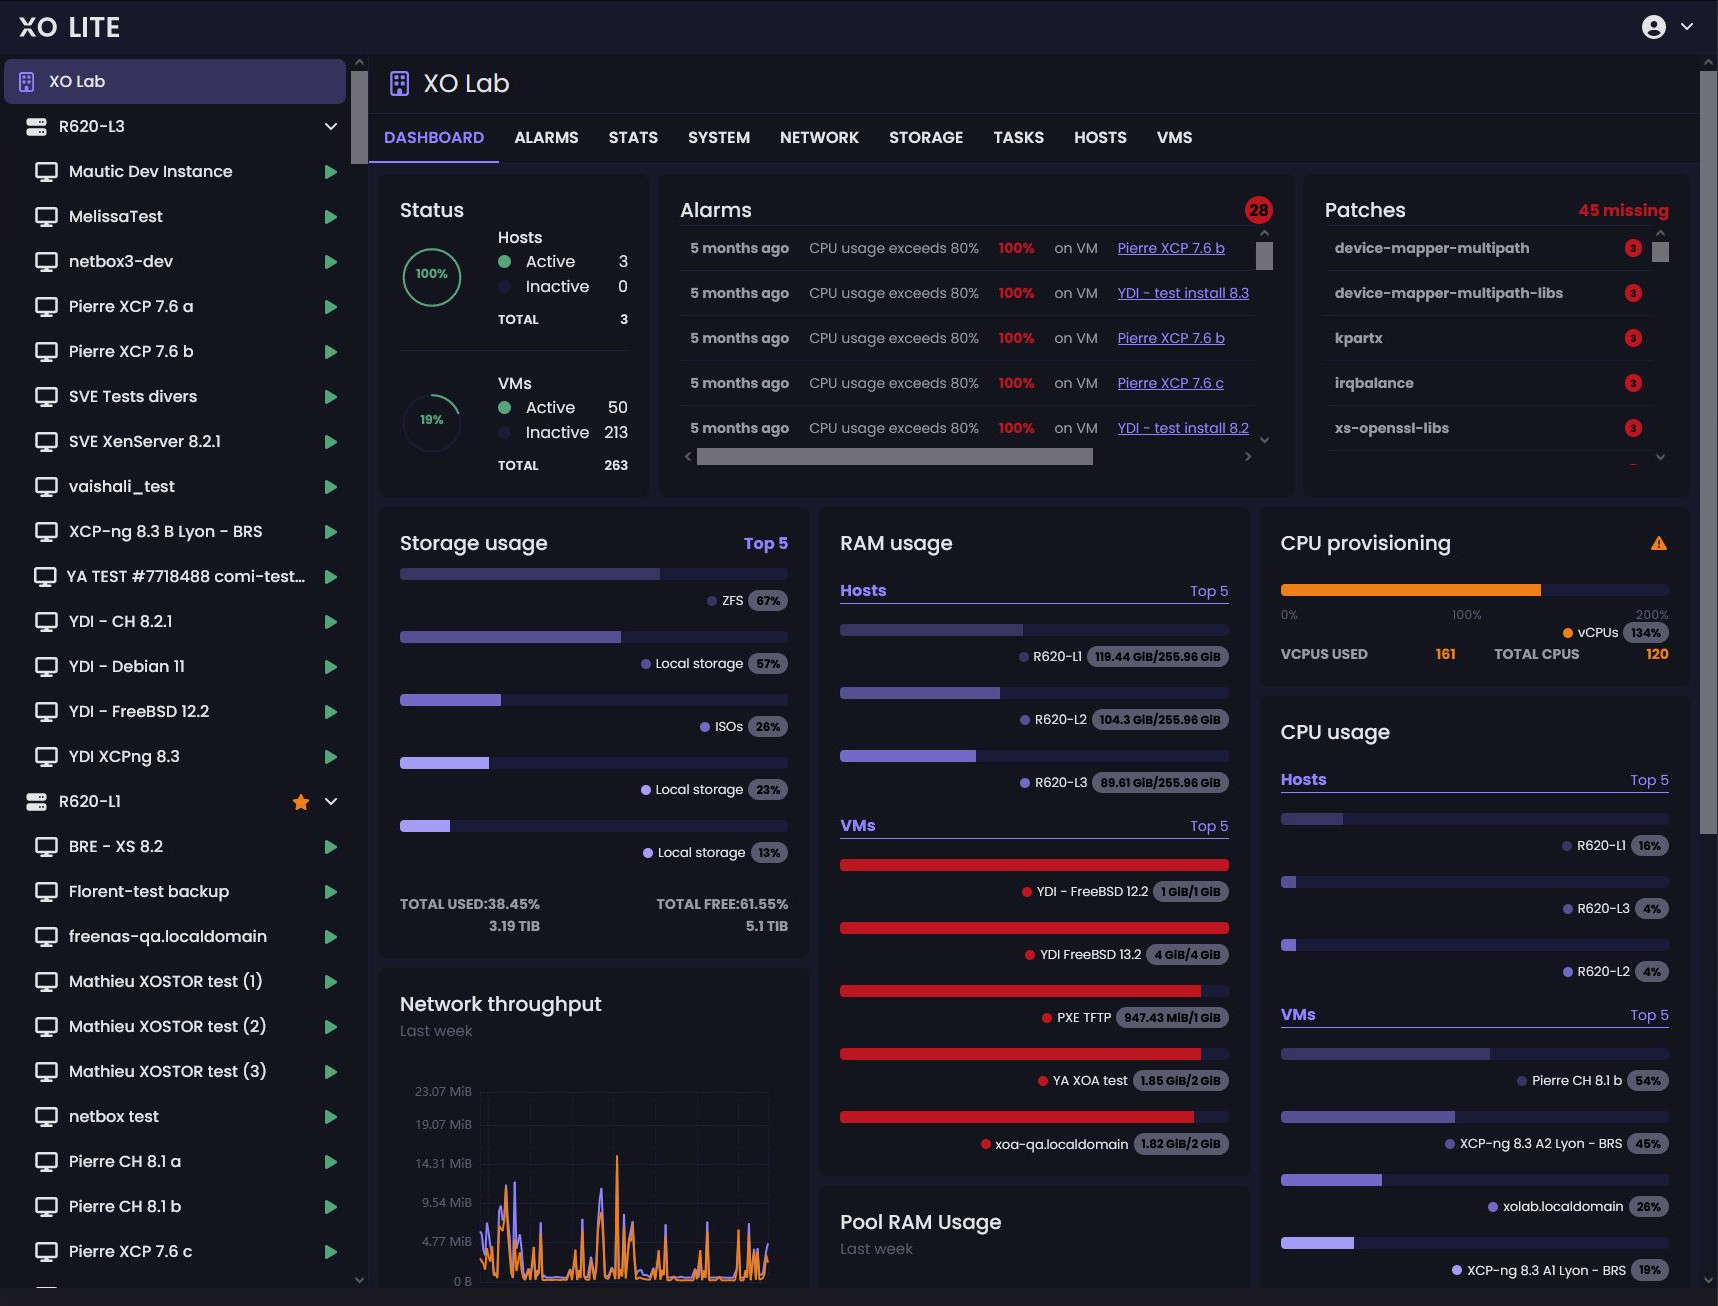 XO LITE
XO Lab
R620-L3
Mautic Dev Instance
MelissaTest
netbox3-dev
Pierre XCP 7.6 a
Pierre XCP 7.6 b
SVE Tests divers
SVE XenServer 8.2.1
vaishali_test
XCP-ng 8.3 B Lyon - BRS
YA TEST #7718488 comi-test...
YDI - CH 8.2.1
YDI - Debian 11
YDI - FreeBSD 12.2
YDI XCPng 8.3
R620-L1
BRE - XS 8.2
Florent-test backup
freenas-qa.localdomain
Mathieu XOSTOR test (1)
Mathieu XOSTOR test (2)
Mathieu XOSTOR test (3)
netbox test
Pierre CH 8.1 a
Pierre CH 8.1 b
Pierre XCP 7.6 c
XO Lab
DASHBOARD ALARMS STATS SYSTEM NETWORK STORAGE TASKS HOSTS VMS
Status
Hosts
100%
Active 3
Inactive 0
TOTAL 3
VMs
19%
Active 50
Inactive 213
TOTAL 263
Alarms 28
5 months ago CPU usage exceeds 80% 100% on VM Pierre XCP 7.6 b
5 months ago CPU usage exceeds 80% 100% on VM YDI - test install 8.3
5 months ago CPU usage exceeds 80% 100% on VM Pierre XCP 7.6 b
5 months ago CPU usage exceeds 80% 100% on VM Pierre XCP 7.6 c
5 months ago CPU usage exceeds 80% 100% on VM YDI - test install 8.2
Patches 45 missing
device-mapper-multipath 3
device-mapper-multipath-libs 3
kpartx 3
irqbalance 3
xs-openssl-libs 3
Storage usage Top 5
ZFS 67%
Local storage 57%
ISOs 26%
Local storage 23%
Local storage 13%
TOTAL USED:38.45% TOTAL FREE:61.55%
3.19 TIB 5.1 TIB
Network throughput
Last week
23.07 MiB
19.07 MiB
14.31 MiB
9.54 MiB
4.77 MiB
0 B
RAM usage
Hosts Top 5
R620-L1 119.44 GiB/255.96 GiB
R620-L2 104.3 GiB/255.96 GiB
R620-L3 89.61 GiB/255.96 GiB
VMs Top 5
YDI - FreeBSD 12.2 1 GiB/1 GiB
YDI FreeBSD 13.2 4 GiB/4 GiB
PXE TFTP 947.43 MiB/1 GiB
YA XOA test 1.85 GiB/2 GiB
xoa-qa.localdomain 1.82 GiB/2 GiB
Pool RAM Usage
Last week
CPU provisioning
0% 100% 200%
vCPUs 134%
VCPUS USED 161 TOTAL CPUS 120
CPU usage
Hosts Top 5
R620-L1 16%
R620-L3 4%
R620-L2 4%
VMs Top 5
Pierre CH 8.1 b 54%
XCP-ng 8.3 A2 Lyon - BRS 45%
xolab.localdomain 26%
XCP-ng 8.3 A1 Lyon - BRS 19%